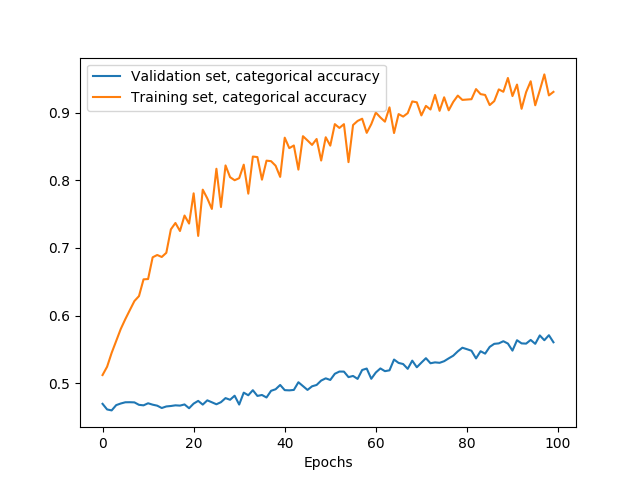 Validation set, categorical accuracy
Training set, categorical accuracy
0.9
0.8
0.7
0.6
0.5
0 20 40 60 80 100
Epochs